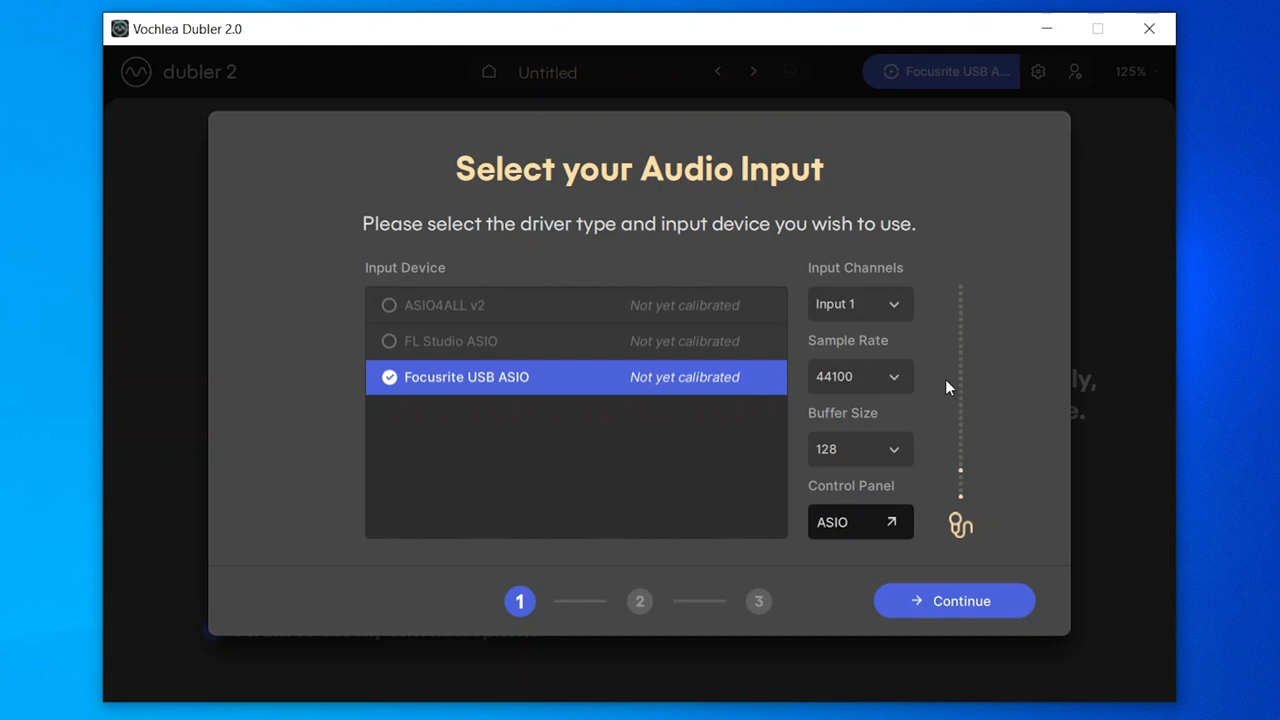 Vochlea Dubler 2.0
dubler 2
Untitled
Focusrite USB A...
125%
Select your Audio Input
Please select the driver type and input device you wish to use.
Input Device
Input Channels
ASIO4ALL v2 Not yet calibrated
Input 1
FL Studio ASIO Not yet calibrated
Sample Rate
Focusrite USB ASIO Not yet calibrated
44100
ly,
Buffer Size
e.
128
Control Panel
ASIO
1
2
3
Continue